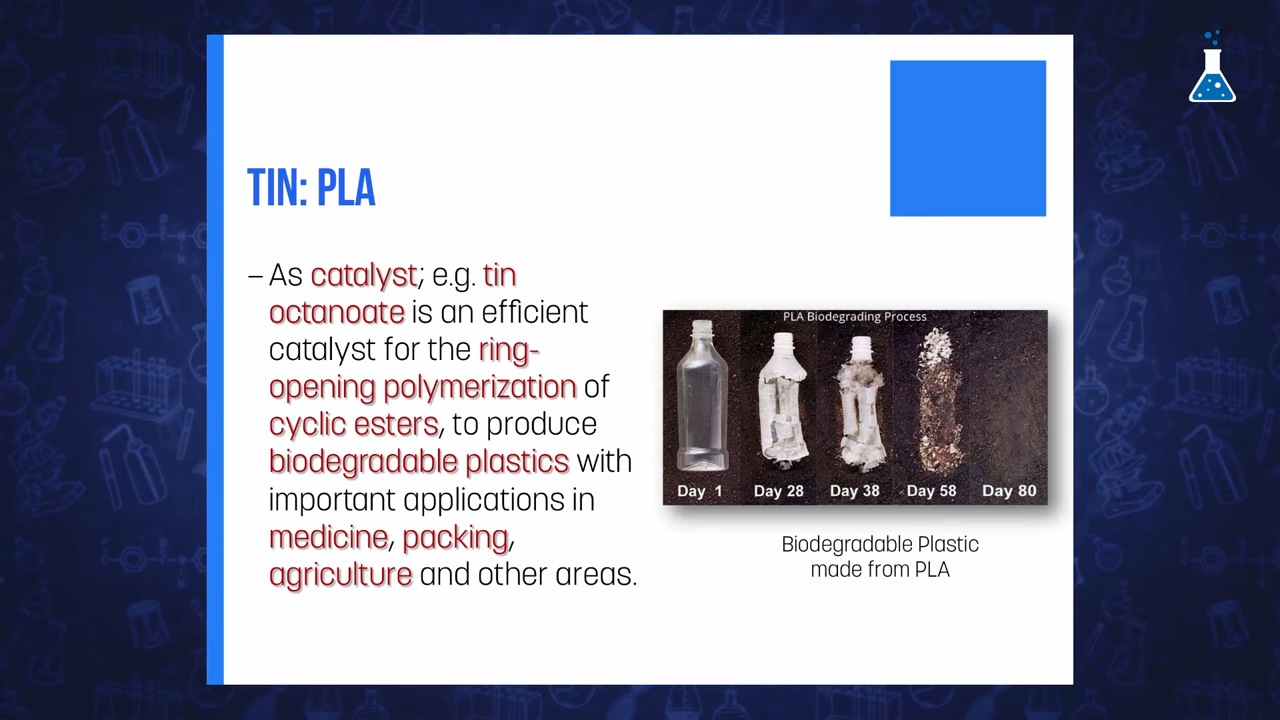 TIN: PLA
– As catalyst; e.g. tin
octanoate is an efficient
catalyst for the ring-
opening polymerization of
cyclic esters, to produce
biodegradable plastics with
important applications in
medicine, packing,
agriculture and other areas.
PLA Biodegrading Process
Day 1 Day 28 Day 38 Day 58 Day 80
Biodegradable Plastic
made from PLA